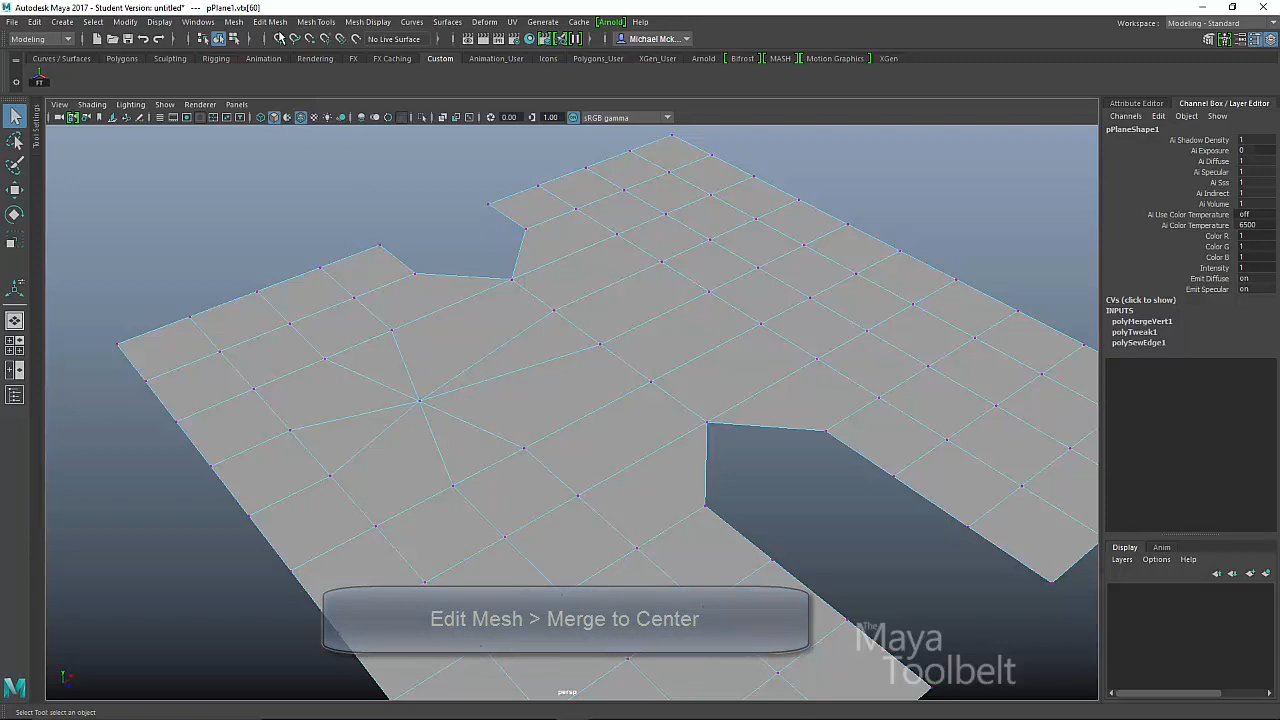 Autodesk Maya 2017 - Student Version: untitled* --- pPlane1.vtx[60]
File Edit Create Select Modify Display Windows Mesh Edit Mesh Mesh Tools Mesh Display Curves Surfaces Deform UV Generate Cache [Arnold] Help
Workspace: Modeling - Standard
Modeling No Live Surface Michael Mck...
Curves / Surfaces Polygons Sculpting Rigging Animation Rendering FX FX Caching Custom Animation_User Icons Polygons_User XGen_User Arnold Bifrost MASH Motion Graphics XGen
FT
View Shading Lighting Show Renderer Panels
0.00 1.00 sRGB gamma
Tool Settings
Attribute Editor Channel Box / Layer Editor
Channels Edit Object Show
pPlaneShape1
Ai Shadow Density 1
Ai Exposure 0
Ai Diffuse 1
Ai Specular 1
Ai Sss 1
Ai Indirect 1
Ai Volume 1
Ai Use Color Temperature off
Ai Color Temperature 6500
Color R 1
Color G 1
Color B 1
Intensity 1
Emit Diffuse on
Emit Specular on
CVs (click to show)
INPUTS
polyMergeVert1
polyTweak1
polySewEdge1
Display Anim
Layers Options Help
Edit Mesh > Merge to Center
The
Maya
Toolbelt
persp
Select Tool: select an object